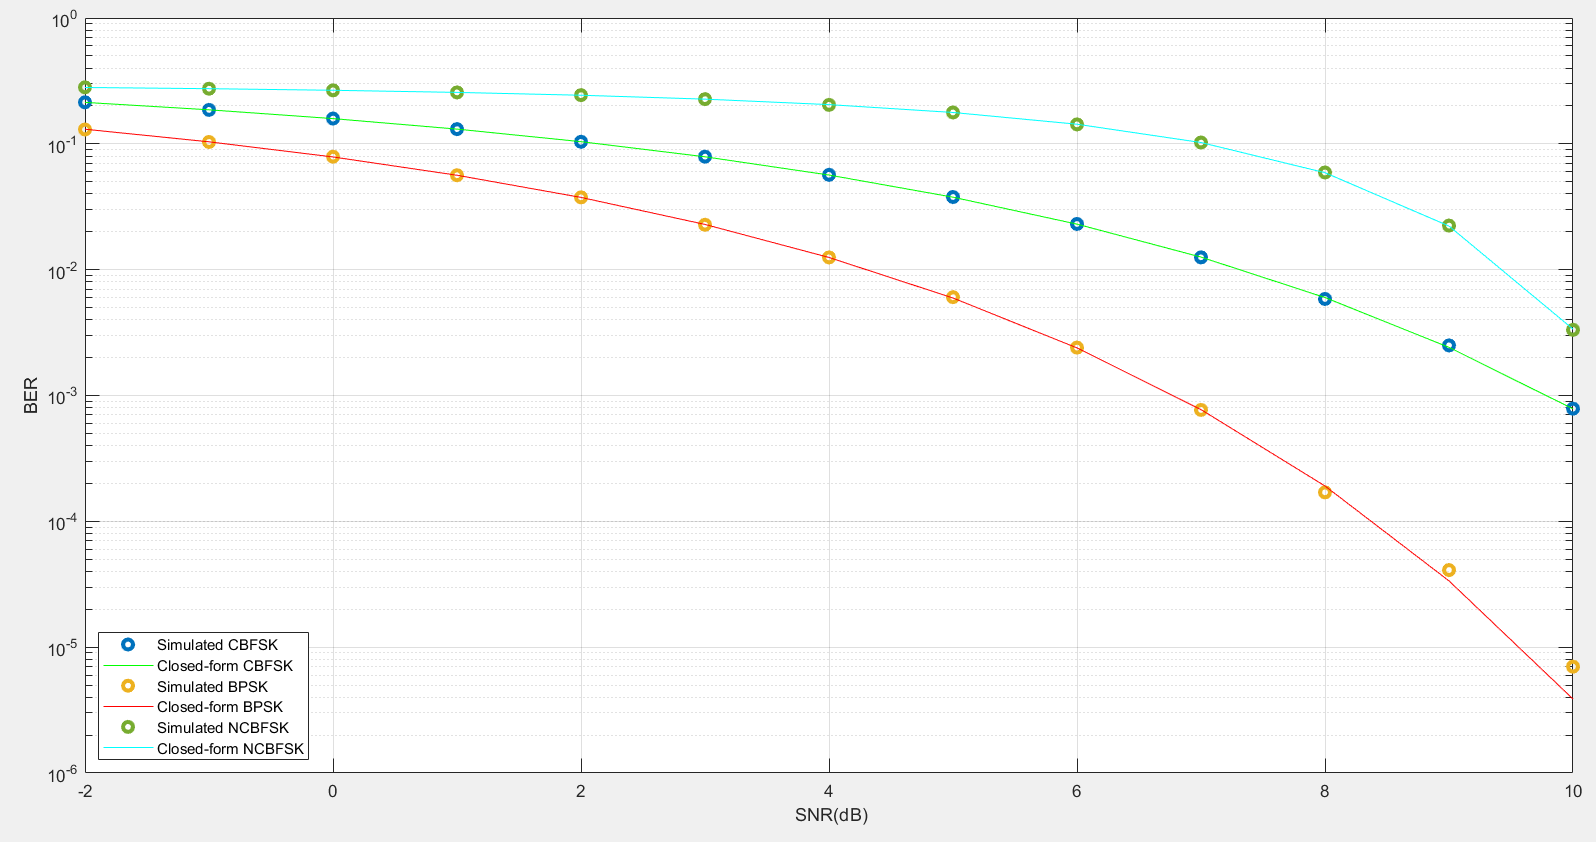 10^0
10^-1
10^-2
10^-3
10^-4
10^-5
10^-6
BER
Simulated CBFSK
Closed-form CBFSK
Simulated BPSK
Closed-form BPSK
Simulated NCBFSK
Closed-form NCBFSK
-2 0 2 4 6 8 10
SNR(dB)